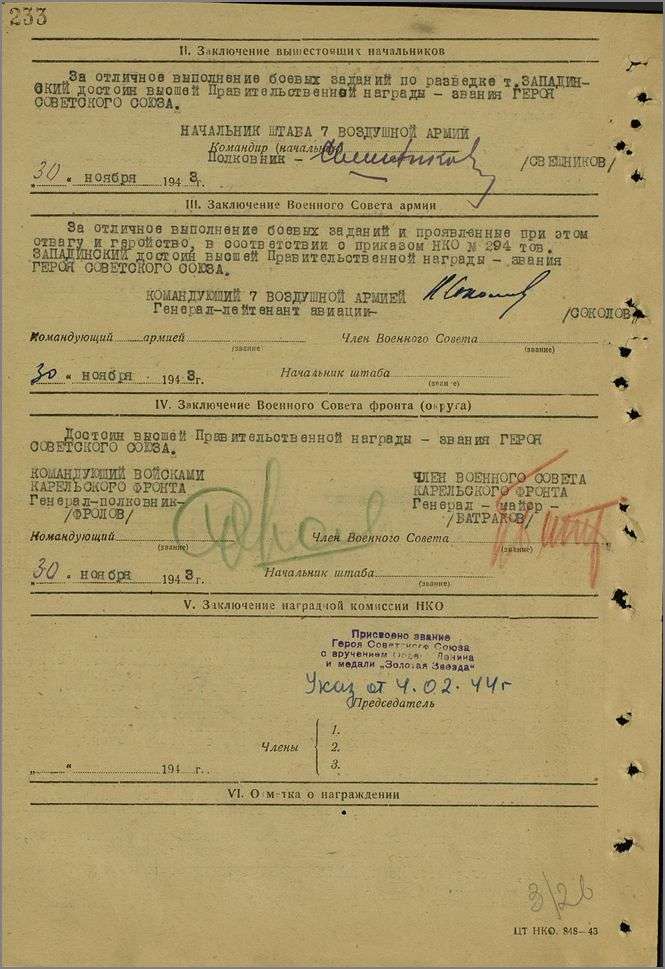 233
II. Заключение вышестоящих начальников
За отличное выполнение боевых заданий по разведке т.ЗАПАДИН-
СКИЙ достоин высшей Правительственной награды – звания ГЕРОЯ
СОВЕТСКОГО СОЮЗА.
НАЧАЛЬНИК ШТАБА 7 ВОЗДУШНОЙ АРМИЙ
Командир (начальник)
Полковник – /СВЕШНИКОВ/
„30“ ноября 1943г.
III. Заключение Военного Совета армии
За отличное выполнение боевых заданий и проявленные при этом
отвагу и геройство, в соответствии с приказом НКО № 294 тов.
ЗАПАДИНСКИЙ достоин высшей Правительственной награды – звания
ГЕРОЯ СОВЕТСКОГО СОЮЗА.
КОМАНДУЮЩИЙ 7 ВОЗДУШНОЙ АРМИЕЙ
Генерал-лейтенант авиации– /СОКОЛОВ/
Командующий армией Член Военного Совета
(звание) (звание)
„30“ ноября 1943г. Начальник штаба
(звание)
IV. Заключение Военного Совета фронта (округа)
Достоин высшей Правительственной награды – звания ГЕРОЯ
СОВЕТСКОГО СОЮЗА.
КОМАНДУЮЩИЙ ВОЙСКАМИ ЧЛЕН ВОЕННОГО СОВЕТА
КАРЕЛЬСКОГО ФРОНТА КАРЕЛЬСКОГО ФРОНТА
Генерал-полковник– Генерал – майор –
/ФРОЛОВ/ /БАТРАКОВ/
Командующий Член Военного Совета
(звание) (звание)
„30“ ноября 1943г. Начальник штаба
(звание)
V. Заключение наградной комиссии НКО
Присвоено звание
Героя Советского Союза
с вручением Ордена Ленина
и медали „Золотая Звезда“
Указ от 4.02.44г
Председатель
Члены
1.
2.
3.
„ “ 194 г.
VI. Отметка о награждении
3/26
ЦТ НКО. 848—43